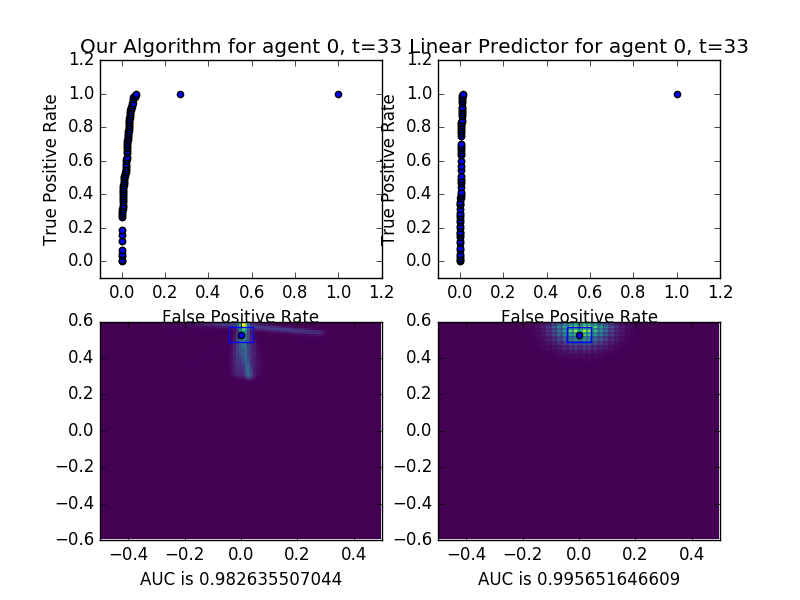 Our Algorithm for agent 0, t=33
Linear Predictor for agent 0, t=33
1.2
1.0
0.8
0.6
0.4
0.2
0.0
True Positive Rate
0.0 0.2 0.4 0.6 0.8 1.0 1.2
False Positive Rate
1.2
1.0
0.8
0.6
0.4
0.2
0.0
True Positive Rate
0.0 0.2 0.4 0.6 0.8 1.0 1.2
False Positive Rate
0.6
0.4
0.2
0.0
−0.2
−0.4
−0.6
−0.4 −0.2 0.0 0.2 0.4
AUC is 0.982635507044
0.6
0.4
0.2
0.0
−0.2
−0.4
−0.6
−0.4 −0.2 0.0 0.2 0.4
AUC is 0.995651646609